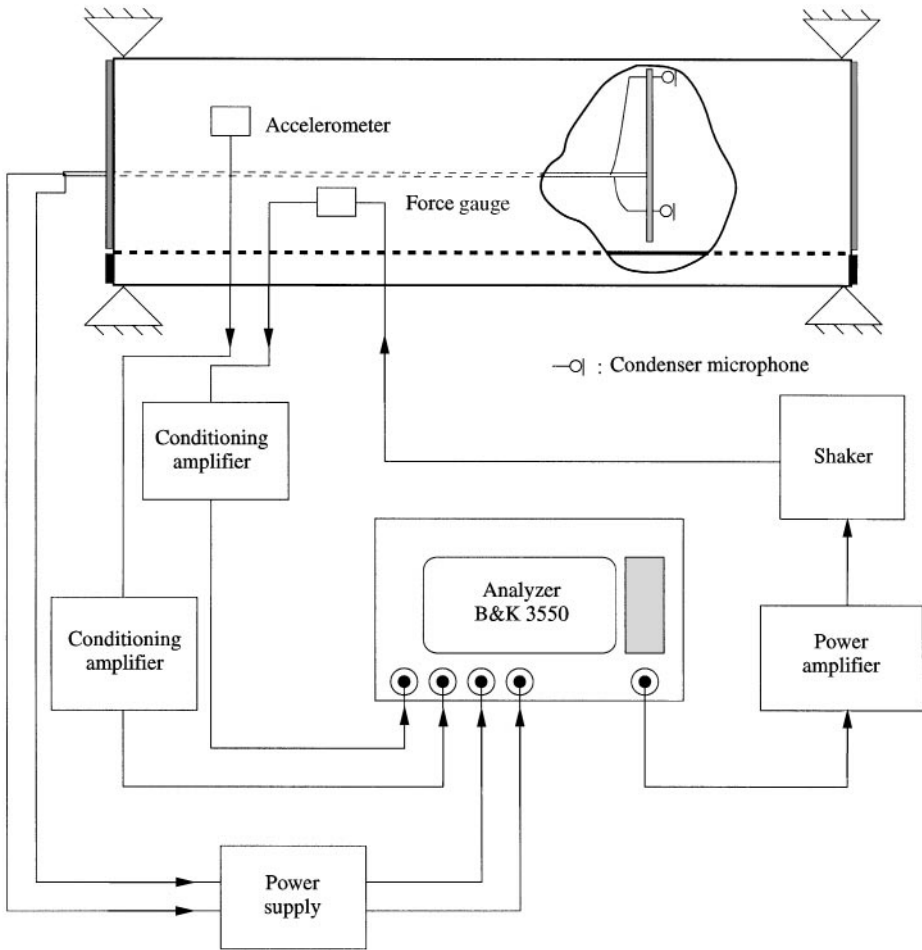 Accelerometer
Force gauge
: Condenser microphone
Conditioning
amplifier
Shaker
Analyzer
B&K 3550
Conditioning
amplifier
Power
amplifier
Power
supply